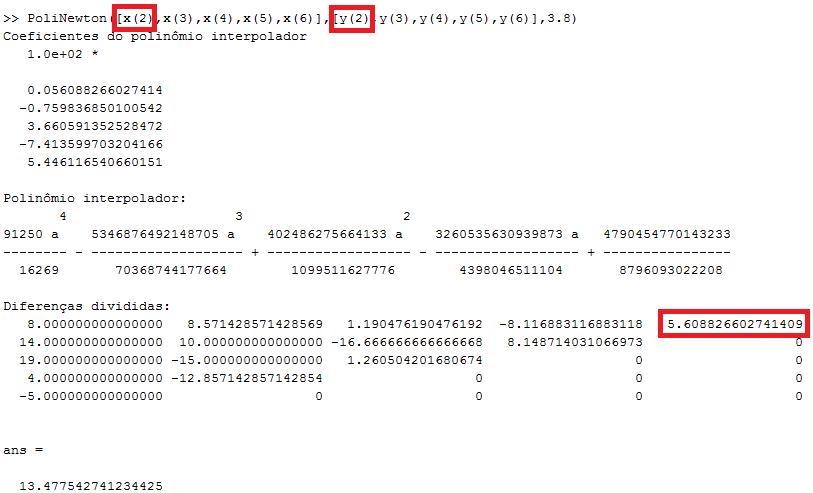 >> PoliNewton([x(2),x(3),x(4),x(5),x(6)],[y(2),y(3),y(4),y(5),y(6)],3.8)
Coeficientes do polinômio interpolador
1.0e+02 *
0.056088266027414
-0.759836850100542
3.660591352528472
-7.413599703204166
5.446116540660151
Polinômio interpolador:
4 3 2
91250 a 5346876492148705 a 402486275664133 a 3260535630939873 a 4790454770143233
-------- - ------------------- + ------------------ - ------------------ + ----------------
16269 70368744177664 1099511627776 4398046511104 8796093022208
Diferenças divididas:
8.000000000000000 8.571428571428569 1.190476190476192 -8.116883116883118 5.608826602741409
14.000000000000000 10.000000000000000 -16.666666666666668 8.148714031066973 0
19.000000000000000 -15.000000000000000 1.260504201680674 0 0
4.000000000000000 -12.857142857142854 0 0 0
-5.000000000000000 0 0 0 0
ans =
13.477542741234425